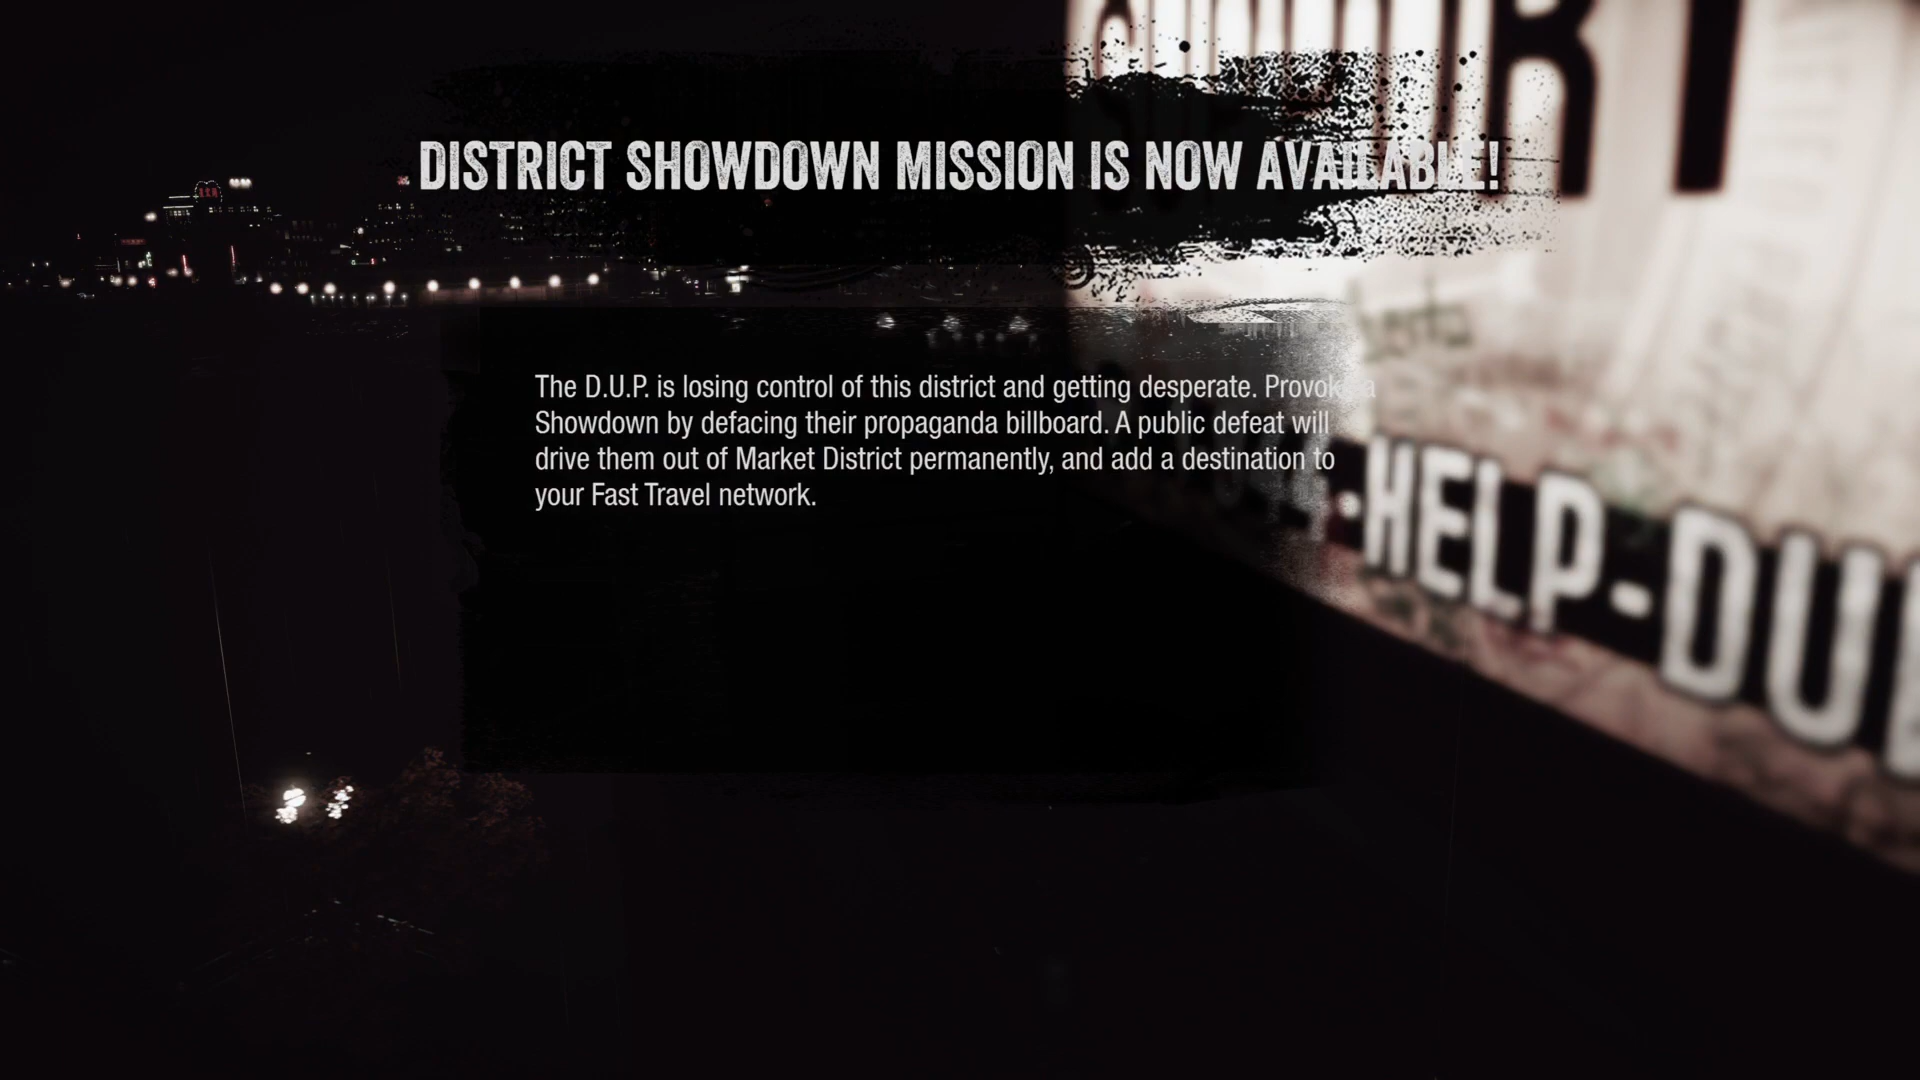 DISTRICT SHOWDOWN MISSION IS NOW AVAILABLE!
The D.U.P. is losing control of this district and getting desperate. Provoke a
Showdown by defacing their propaganda billboard. A public defeat will
drive them out of Market District permanently, and add a destination to
your Fast Travel network.
-HELP-DU